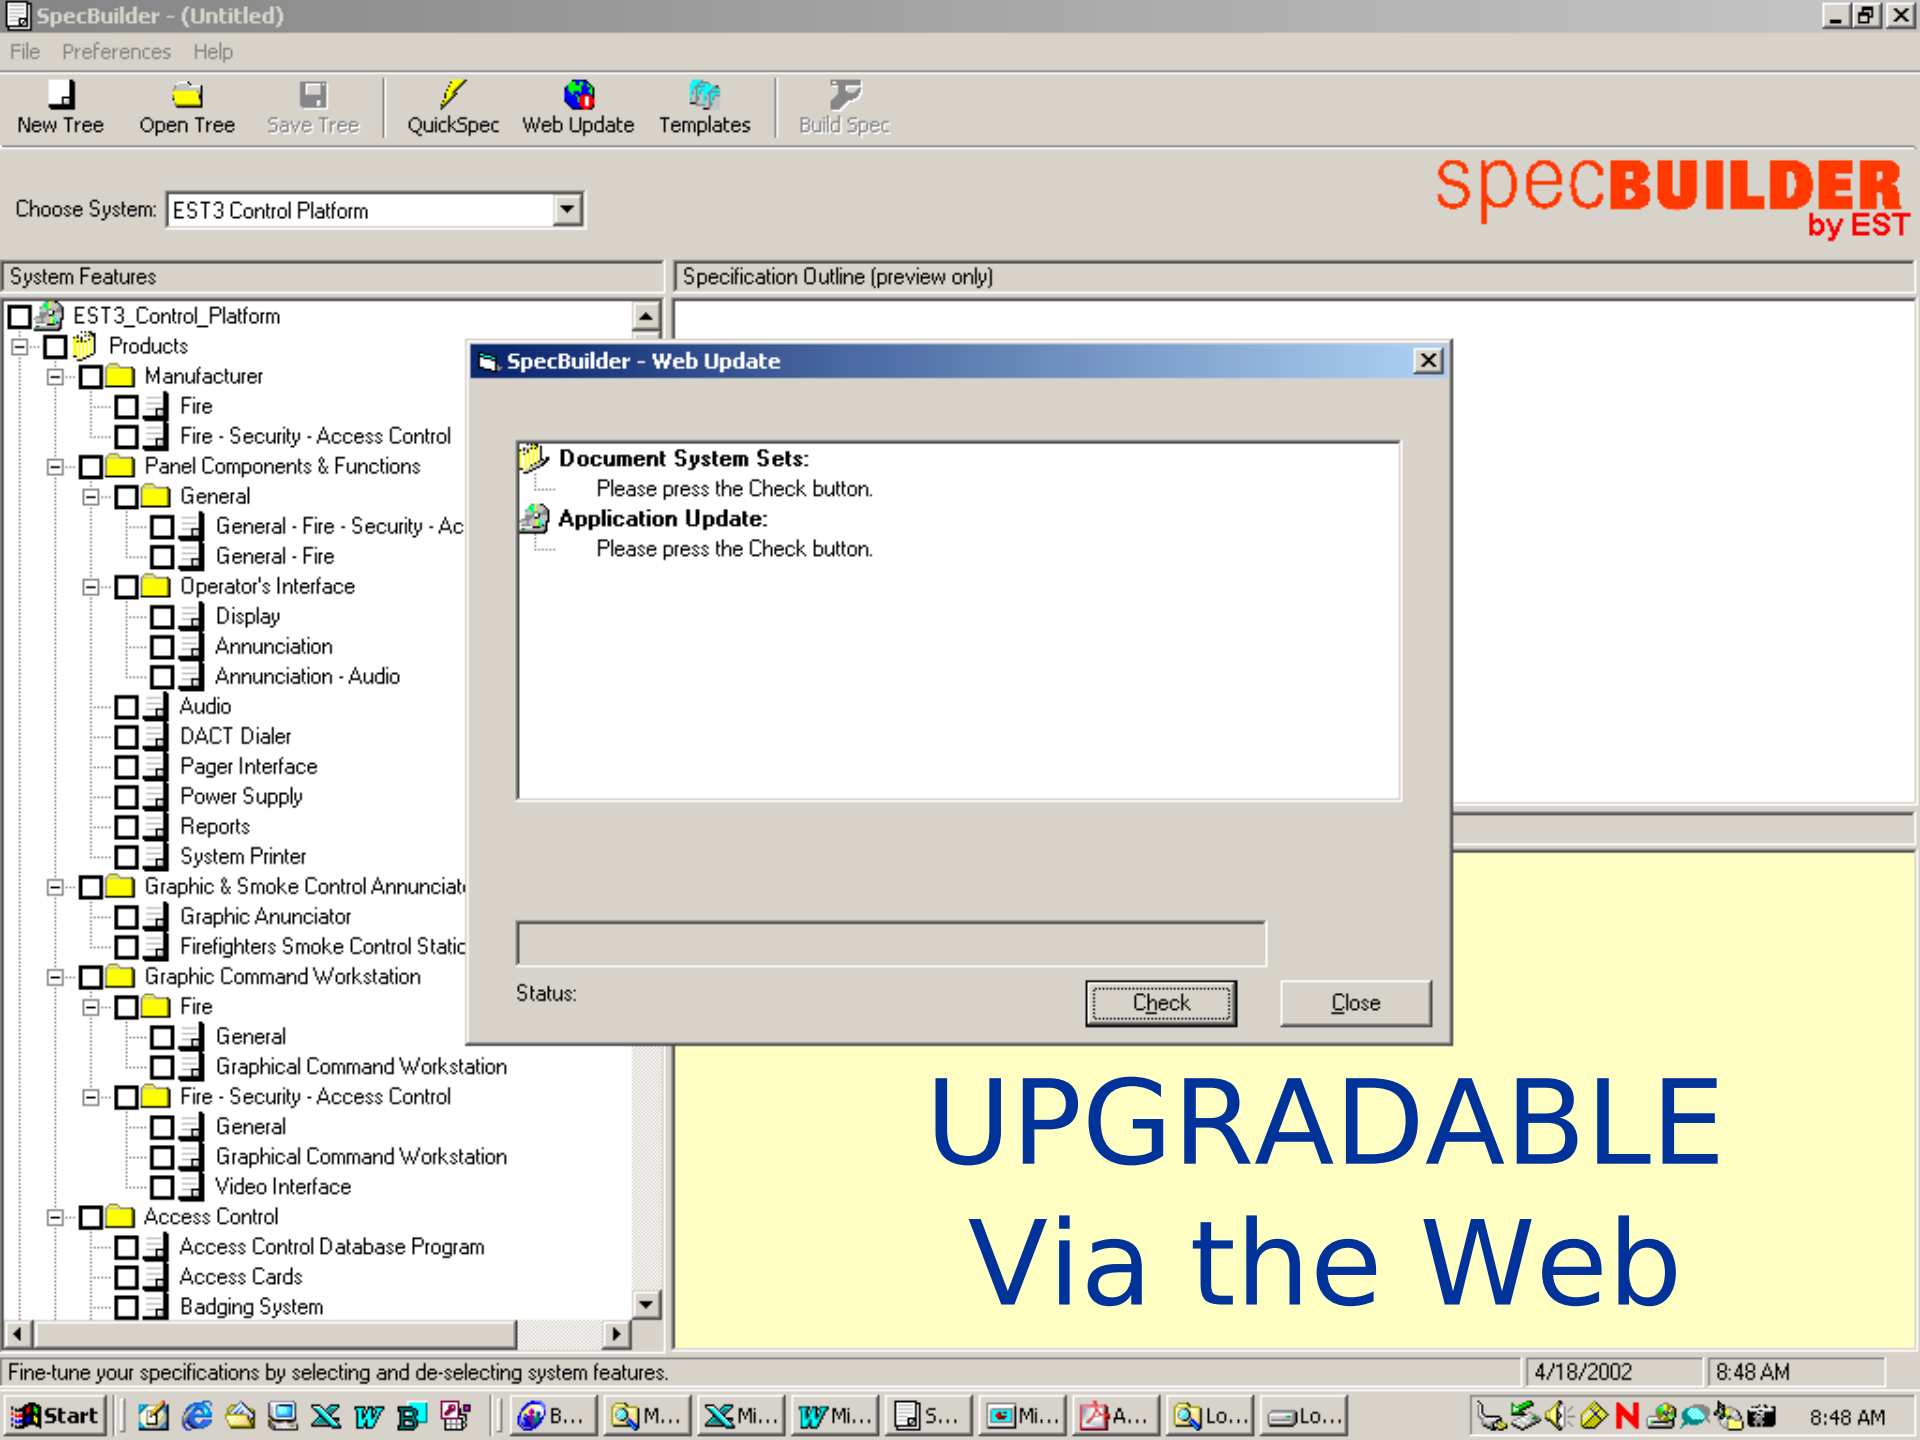 SpecBuilder - (Untitled)
File Preferences Help
New Tree Open Tree Save Tree QuickSpec Web Update Templates Build Spec
specBUILDER
by EST
Choose System: EST3 Control Platform
System Features
Specification Outline (preview only)
EST3_Control_Platform
Products
Manufacturer
Fire
Fire - Security - Access Control
Panel Components & Functions
General
General - Fire - Security - Ac
General - Fire
Operator's Interface
Display
Annunciation
Annunciation - Audio
Audio
DACT Dialer
Pager Interface
Power Supply
Reports
System Printer
Graphic & Smoke Control Annunciat
Graphic Anunciator
Firefighters Smoke Control Static
Graphic Command Workstation
Fire
General
Graphical Command Workstation
Fire - Security - Access Control
General
Graphical Command Workstation
Video Interface
Access Control
Access Control Database Program
Access Cards
Badging System
SpecBuilder - Web Update
Document System Sets:
Please press the Check button.
Application Update:
Please press the Check button.
Status:
Check Close
UPGRADABLE
Via the Web
Fine-tune your specifications by selecting and de-selecting system features.
4/18/2002 8:48 AM
Start B... M... Mi... Mi... S... Mi... A... Lo... Lo... 8:48 AM